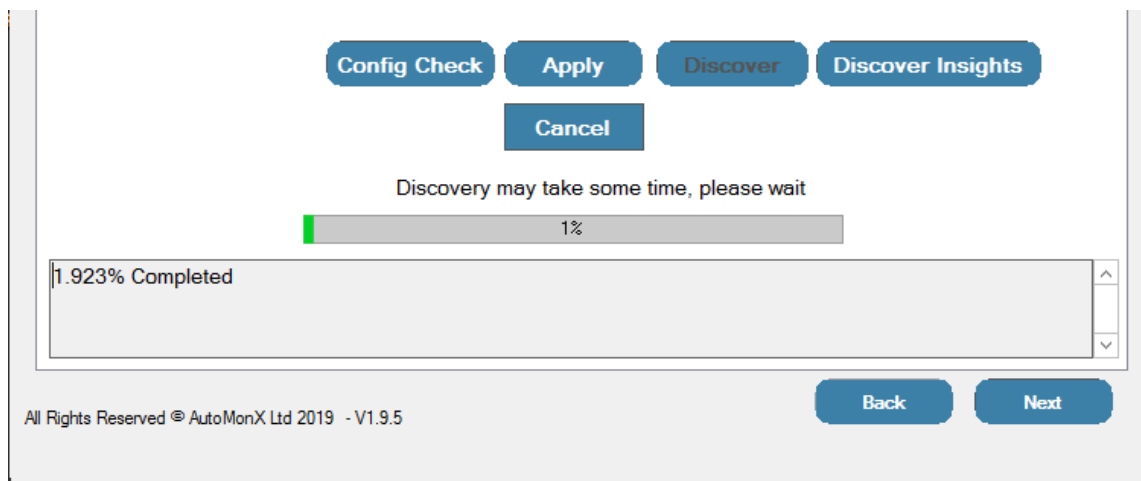 Config Check Apply Discover Discover Insights
Cancel
Discovery may take some time, please wait
1%
1.923% Completed
Back Next
All Rights Reserved © AutoMonX Ltd 2019 - V1.9.5